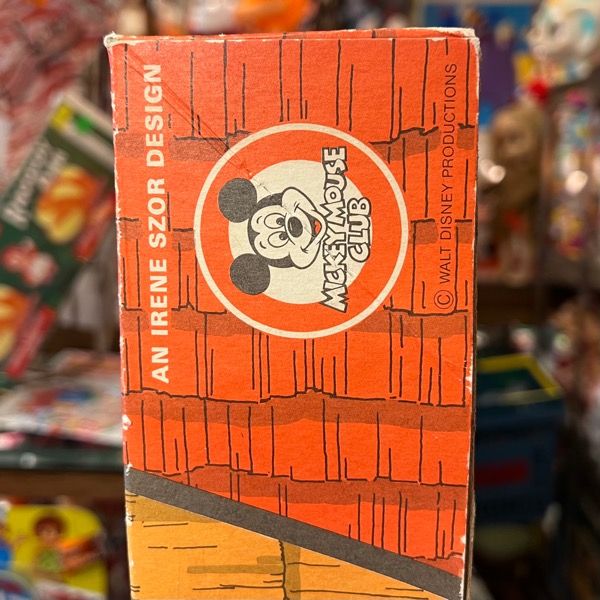 AN IRENE SZOR DESIGN
MICKEY MOUSE
CLUB
© WALT DISNEY PRODUCTIONS